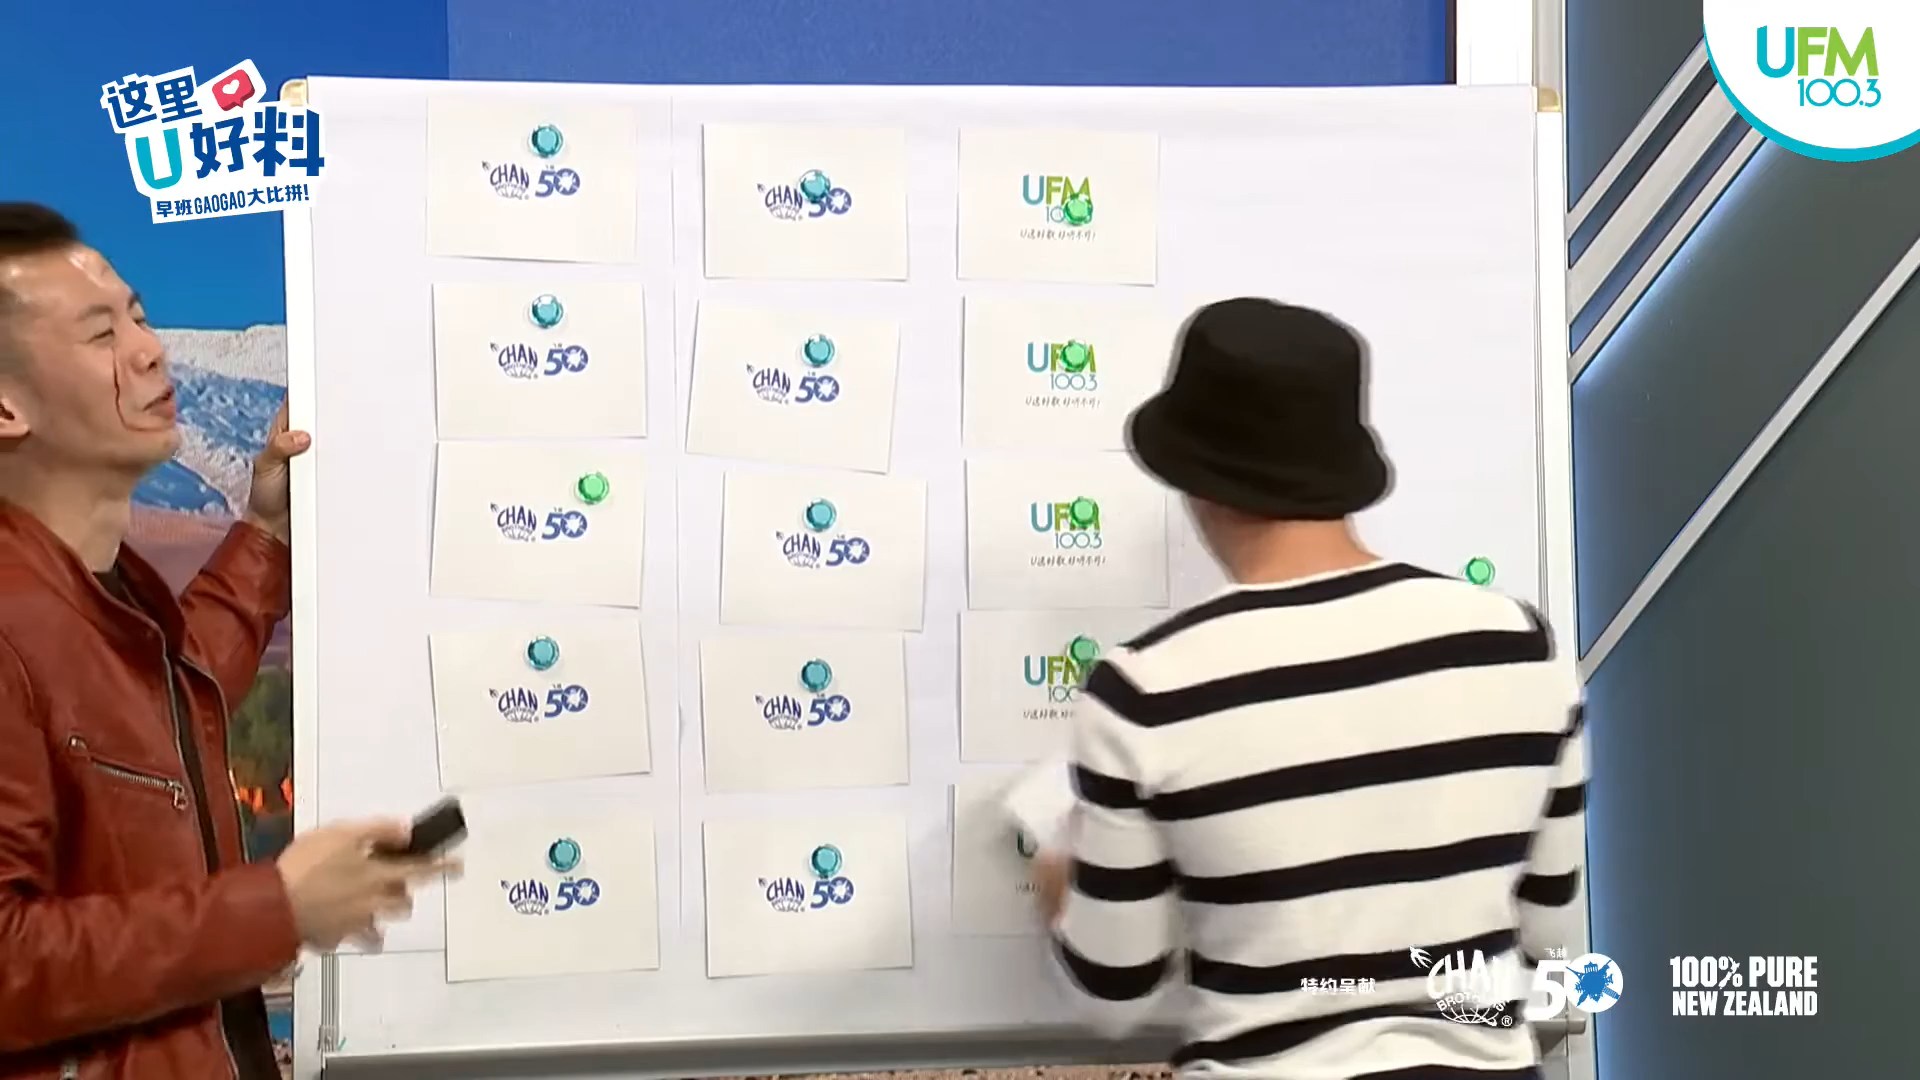 这里
U好料
早班GAOGAO大比拼!
UFM
100.3
CHAN 50
CHAN 50
UFM
CHAN 50
CHAN 50
UFM
100.3
CHAN 50
CHAN 50
UFM
100.3
CHAN 50
CHAN 50
UFM
CHAN 50
CHAN 50
特约呈献
CHAN
BROTHERS
飞越
50
100% PURE
NEW ZEALAND